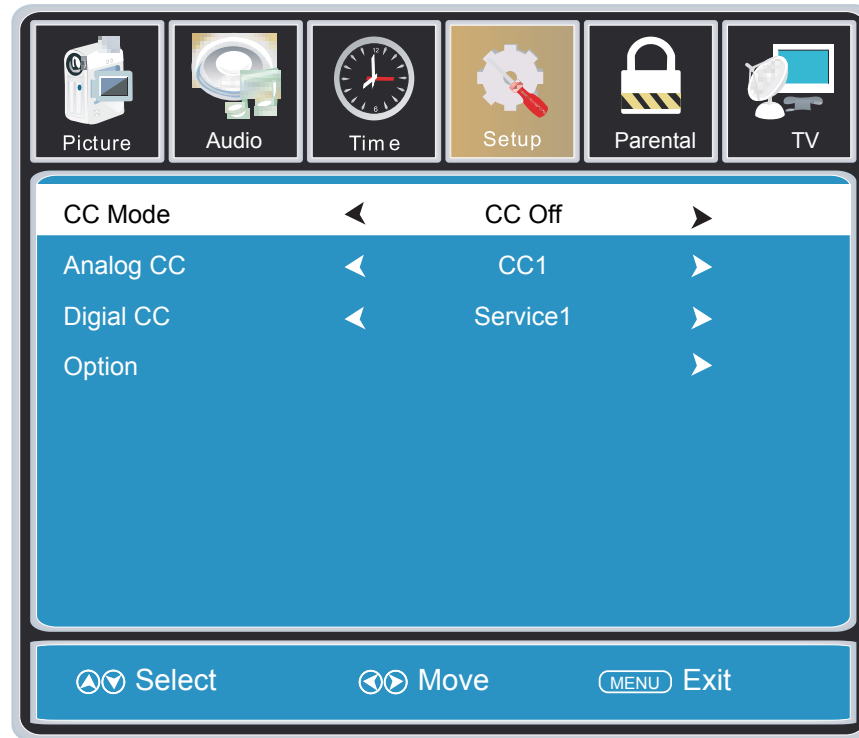 Picture Audio Time Setup Parental TV
CC Mode CC Off
Analog CC CC1
Digial CC Service1
Option
Select Move MENU Exit